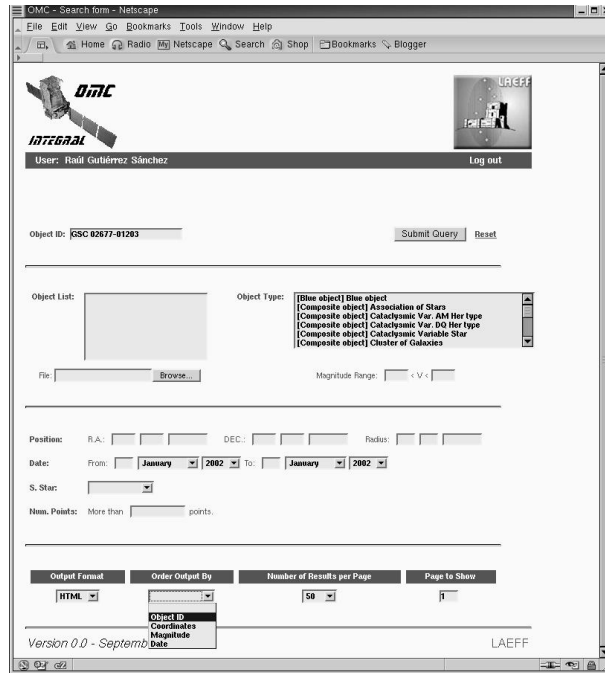 OMC - Search form - Netscape
File Edit View Go Bookmarks Tools Window Help
Home Radio My Netscape Search Shop Bookmarks Blogger
OMC
INTEGRAL
LAEFF
User: Raúl Gutiérrez Sánchez Log out
Object ID: GSC 02677-01203 Submit Query Reset
Object List: Object Type: [Blue object] Blue object
[Composite object] Association of Stars
[Composite object] Cataclysmic Var. AM Her type
[Composite object] Cataclysmic Var. DQ Her type
[Composite object] Cataclysmic Variable Star
[Composite object] Cluster of Galaxies
File: Browse... Magnitude Range: < V <
Position: R.A.: DEC.: Radius:
Date: From: January 2002 To: January 2002
S. Star:
Num. Points: More than points.
Output Format Order Output By Number of Results per Page Page to Show
HTML 50 1
Object ID
Coordinates
Magnitude
Date
Version 0.0 - Septemb LAEFF